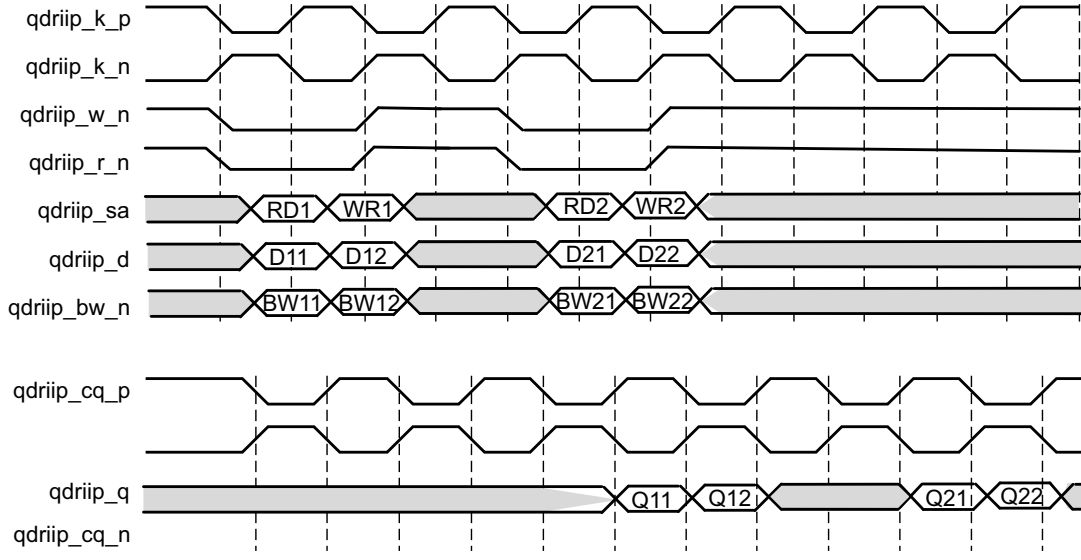 qdriip_k_p
qdriip_k_n
qdriip_w_n
qdriip_r_n
qdriip_sa RD1 WR1 RD2 WR2
qdriip_d D11 D12 D21 D22
qdriip_bw_n BW11 BW12 BW21 BW22
qdriip_cq_p
qdriip_q Q11 Q12 Q21 Q22
qdriip_cq_n